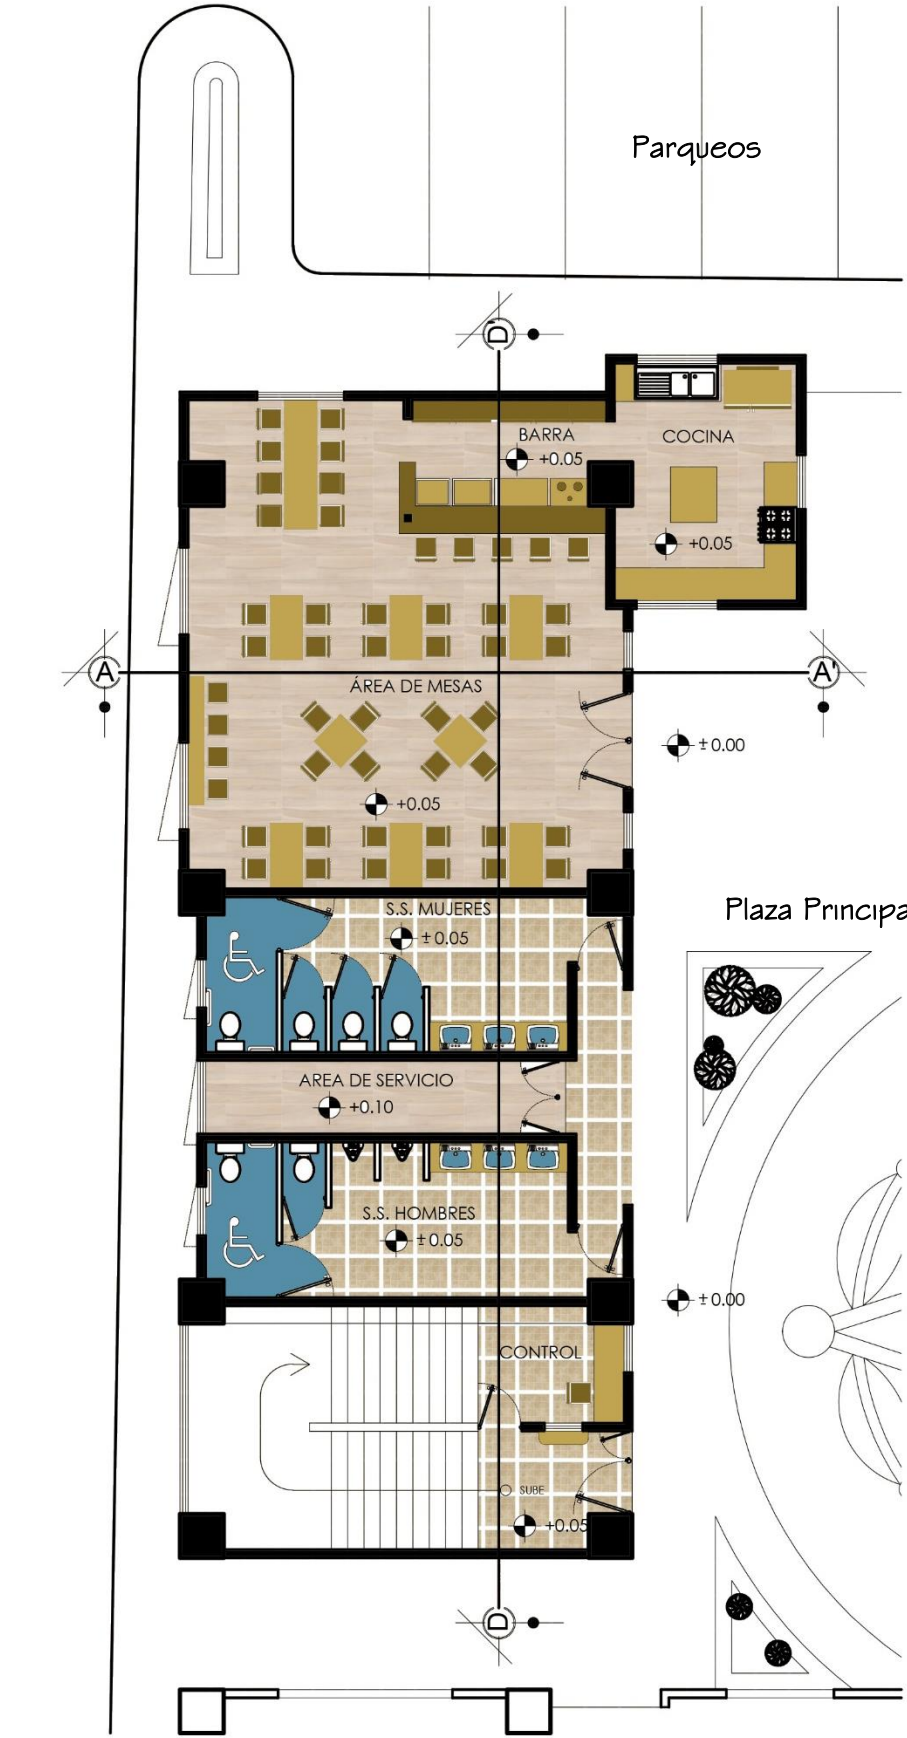 Parqueos
D'
BARRA
+0.05
COCINA
+0.05
A
A'
ÁREA DE MESAS
±0.00
+0.05
S.S. MUJERES
±0.05
Plaza Principa
AREA DE SERVICIO
+0.10
S.S. HOMBRES
±0.05
±0.00
CONTROL
SUBE
+0.05
D